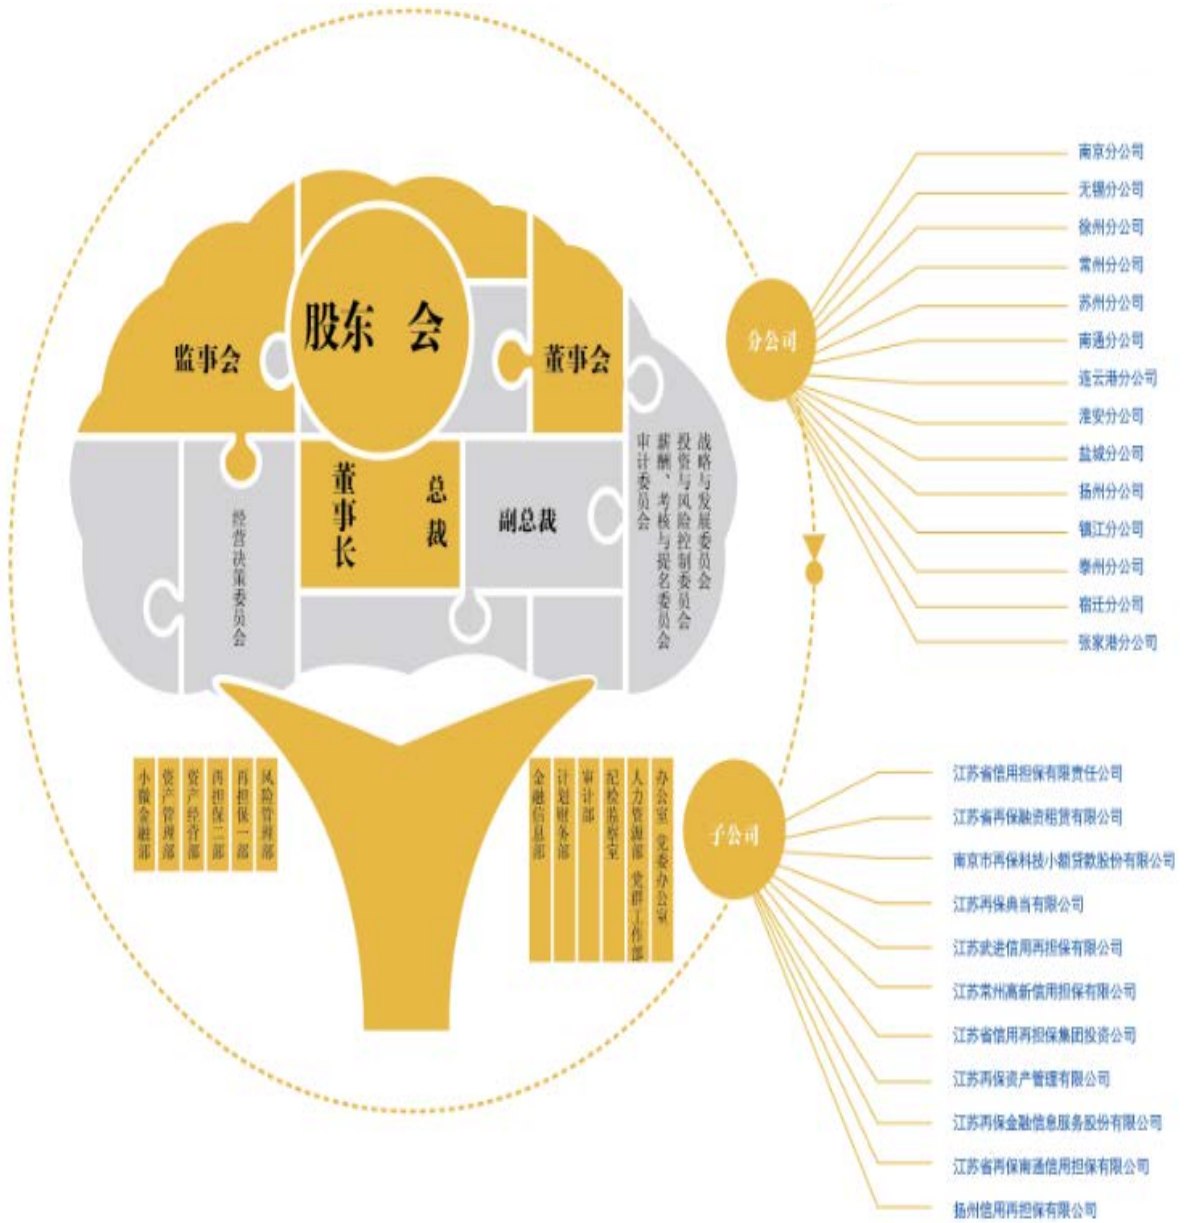 股东 会
监事会
董事会
董事长
总裁
副总裁
经营决策委员会
战略与发展委员会
投资与风险控制委员会
薪酬、考核与提名委员会
审计委员会
小微金融部
资产管理部
资产经营部
再担保二部
再担保一部
风险管理部
金融信息部
计划财务部
审计部
纪检监察室
人力资源部 党群工作部
办公室 党委办公室
分公司
南京分公司
无锡分公司
徐州分公司
常州分公司
苏州分公司
南通分公司
连云港分公司
淮安分公司
盐城分公司
扬州分公司
镇江分公司
泰州分公司
宿迁分公司
张家港分公司
子公司
江苏省信用担保有限责任公司
江苏省再保融资租赁有限公司
南京市再保科技小额贷款股份有限公司
江苏再保典当有限公司
江苏武进信用再担保有限公司
江苏常州高新信用担保有限公司
江苏省信用再担保集团投资公司
江苏再保资产管理有限公司
江苏再保金融信息服务股份有限公司
江苏省再保南通信用担保有限公司
扬州信用再担保有限公司